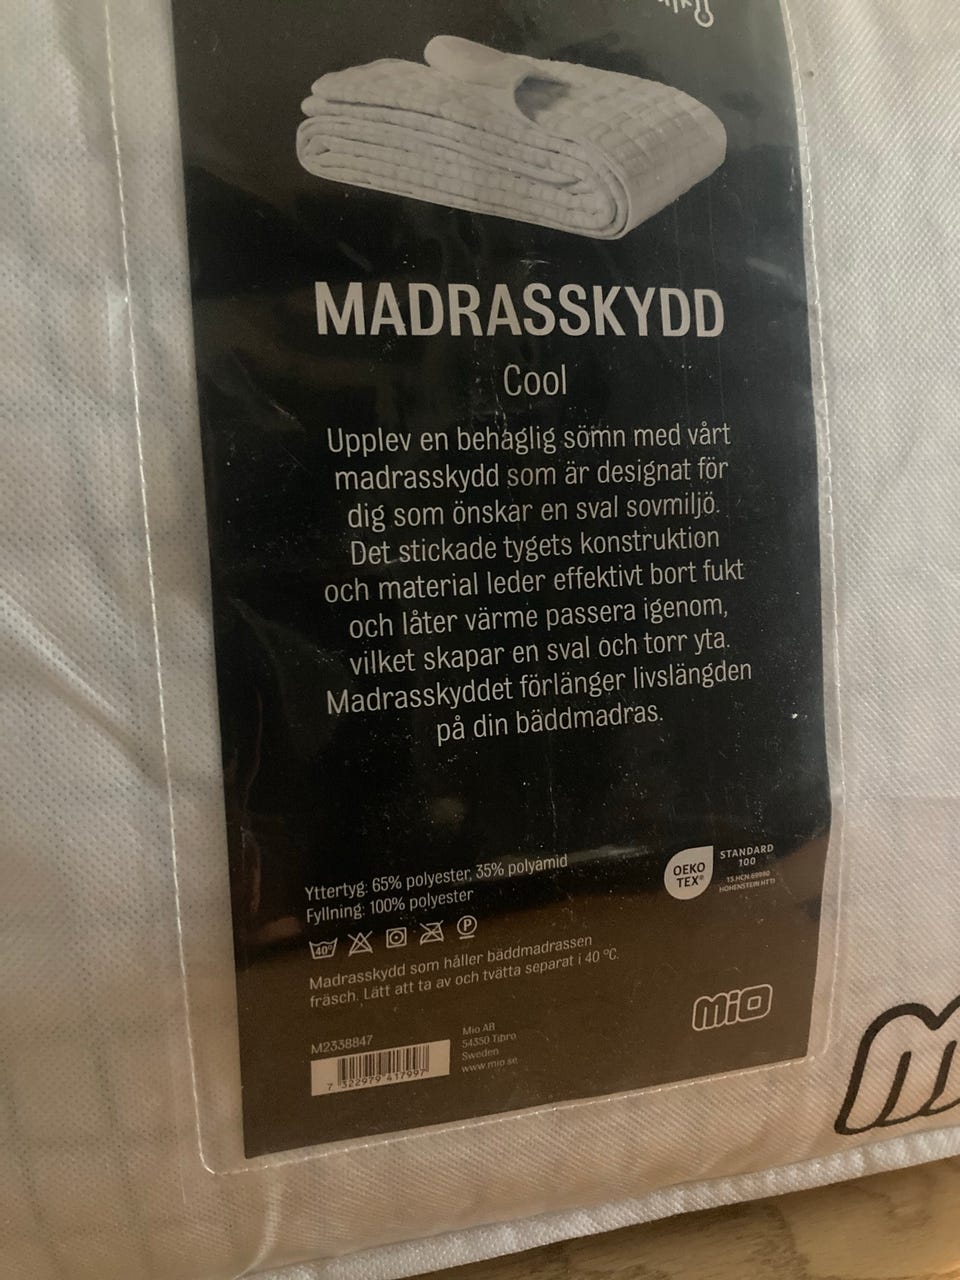 MADRASSKYDD
Cool
Upplev en behaglig sömn med vårt
madrasskydd som är designat för
dig som önskar en sval sovmiljö.
Det stickade tygets konstruktion
och material leder effektivt bort fukt
och låter värme passera igenom,
vilket skapar en sval och torr yta.
Madrasskyddet förlänger livslängden
på din bäddmadras.
Yttertyg: 65% polyester, 35% polyamid
Fyllning: 100% polyester
OEKO
TEX®
STANDARD
100
15.HCN.69990
HOHENSTEIN HTTI
40°
P
Madrasskydd som håller bäddmadrassen
fräsch. Lätt att ta av och tvätta separat i 40 °C.
MIO
M2338847
7 322979 417997
Mio AB
54350 Tibro
Sweden
www.mio.se